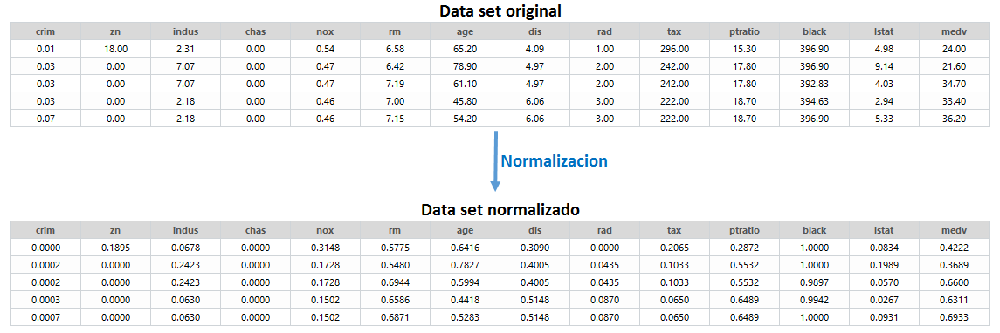 Data set original
crim zn indus chas nox rm age dis rad tax ptratio black lstat medv
0.01 18.00 2.31 0.00 0.54 6.58 65.20 4.09 1.00 296.00 15.30 396.90 4.98 24.00
0.03 0.00 7.07 0.00 0.47 6.42 78.90 4.97 2.00 242.00 17.80 396.90 9.14 21.60
0.03 0.00 7.07 0.00 0.47 7.19 61.10 4.97 2.00 242.00 17.80 392.83 4.03 34.70
0.03 0.00 2.18 0.00 0.46 7.00 45.80 6.06 3.00 222.00 18.70 394.63 2.94 33.40
0.07 0.00 2.18 0.00 0.46 7.15 54.20 6.06 3.00 222.00 18.70 396.90 5.33 36.20
Normalizacion
Data set normalizado
crim zn indus chas nox rm age dis rad tax ptratio black lstat medv
0.0000 0.1895 0.0678 0.0000 0.3148 0.5775 0.6416 0.3090 0.0000 0.2065 0.2872 1.0000 0.0834 0.4222
0.0002 0.0000 0.2423 0.0000 0.1728 0.5480 0.7827 0.4005 0.0435 0.1033 0.5532 1.0000 0.1989 0.3689
0.0002 0.0000 0.2423 0.0000 0.1728 0.6944 0.5994 0.4005 0.0435 0.1033 0.5532 0.9897 0.0570 0.6600
0.0003 0.0000 0.0630 0.0000 0.1502 0.6586 0.4418 0.5148 0.0870 0.0650 0.6489 0.9942 0.0267 0.6311
0.0007 0.0000 0.0630 0.0000 0.1502 0.6871 0.5283 0.5148 0.0870 0.0650 0.6489 1.0000 0.0931 0.6933